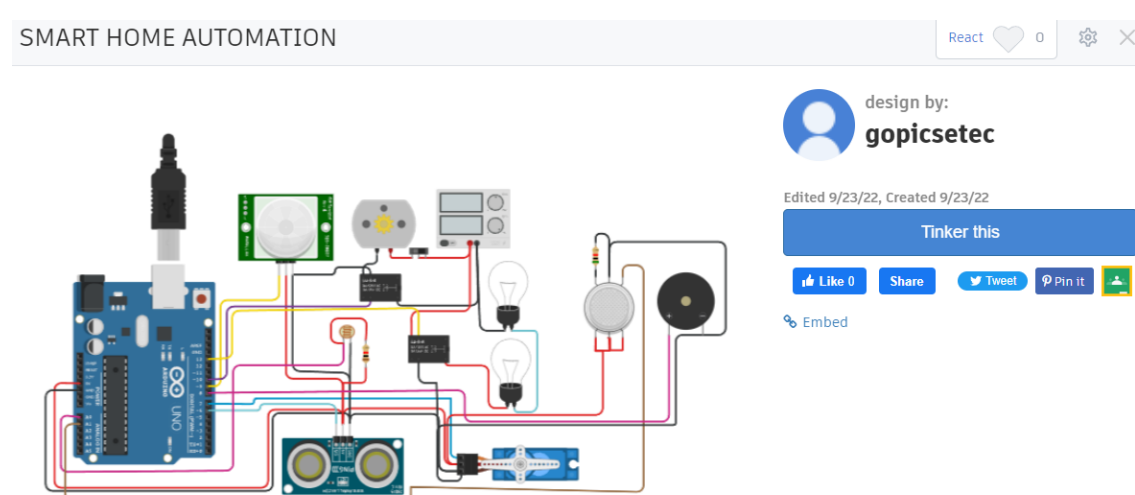 SMART HOME AUTOMATION
React 0
design by:
gopicsetec
Edited 9/23/22, Created 9/23/22
Tinker this
Like 0 Share Tweet Pin it
Embed
ARDUINO
UNO